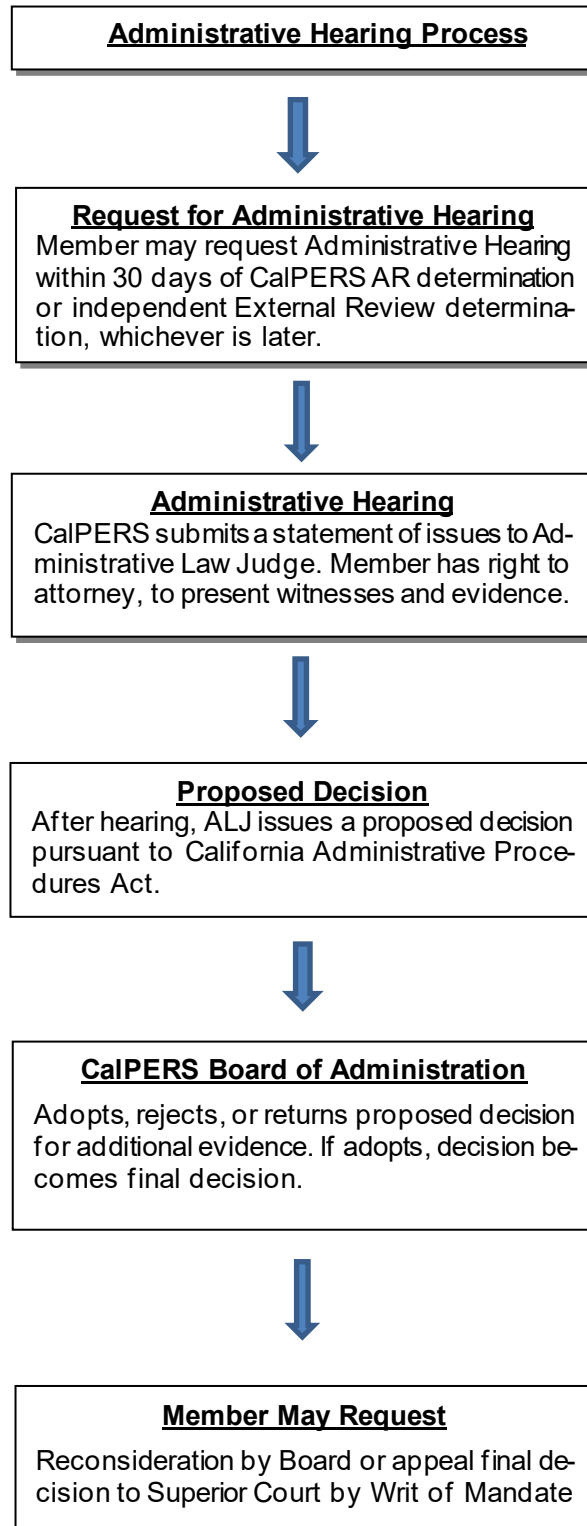 Administrative Hearing Process
Request for Administrative Hearing
Member may request Administrative Hearing
within 30 days of CalPERS AR determination
or independent External Review determina-
tion, whichever is later.
Administrative Hearing
CalPERS submits a statement of issues to Ad-
ministrative Law Judge. Member has right to
attorney, to present witnesses and evidence.
Proposed Decision
After hearing, ALJ issues a proposed decision
pursuant to California Administrative Proce-
dures Act.
CalPERS Board of Administration
Adopts, rejects, or returns proposed decision
for additional evidence. If adopts, decision be-
comes final decision.
Member May Request
Reconsideration by Board or appeal final de-
cision to Superior Court by Writ of Mandate